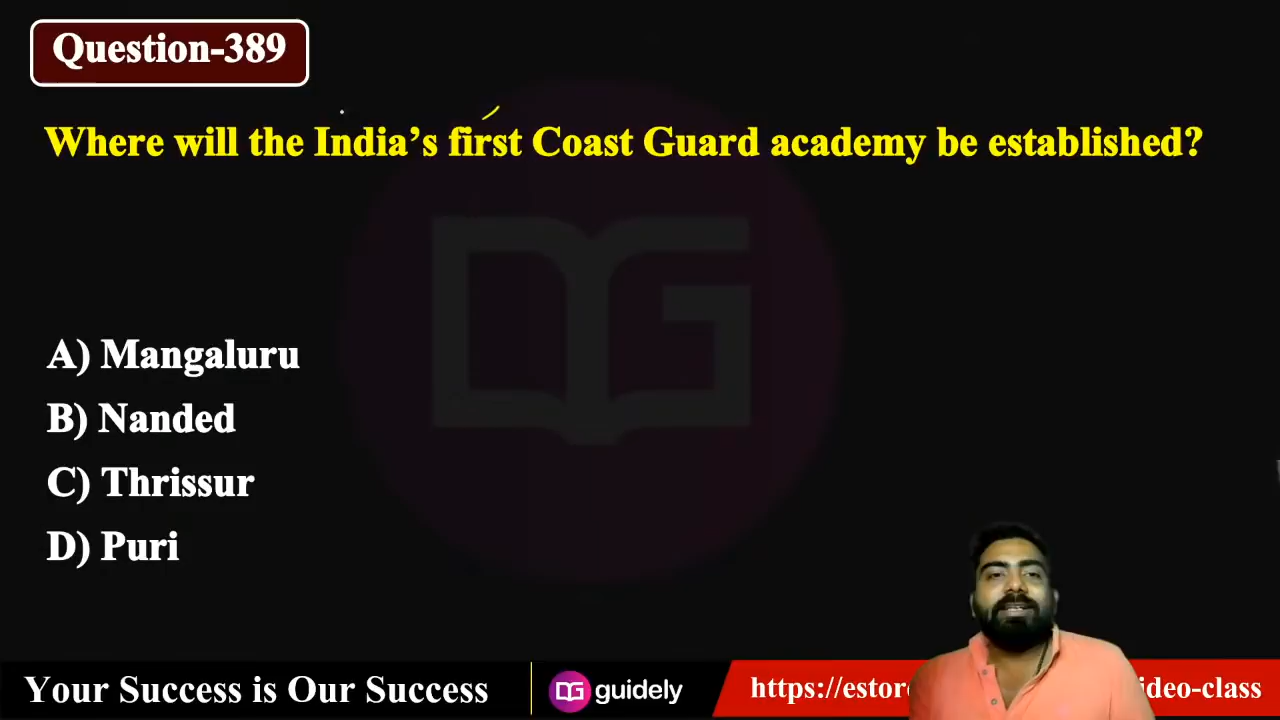 Question-389
Where will the India’s first Coast Guard academy be established?
A) Mangaluru
B) Nanded
C) Thrissur
D) Puri
Your Success is Our Success
guidely
https://estor
ideo-class